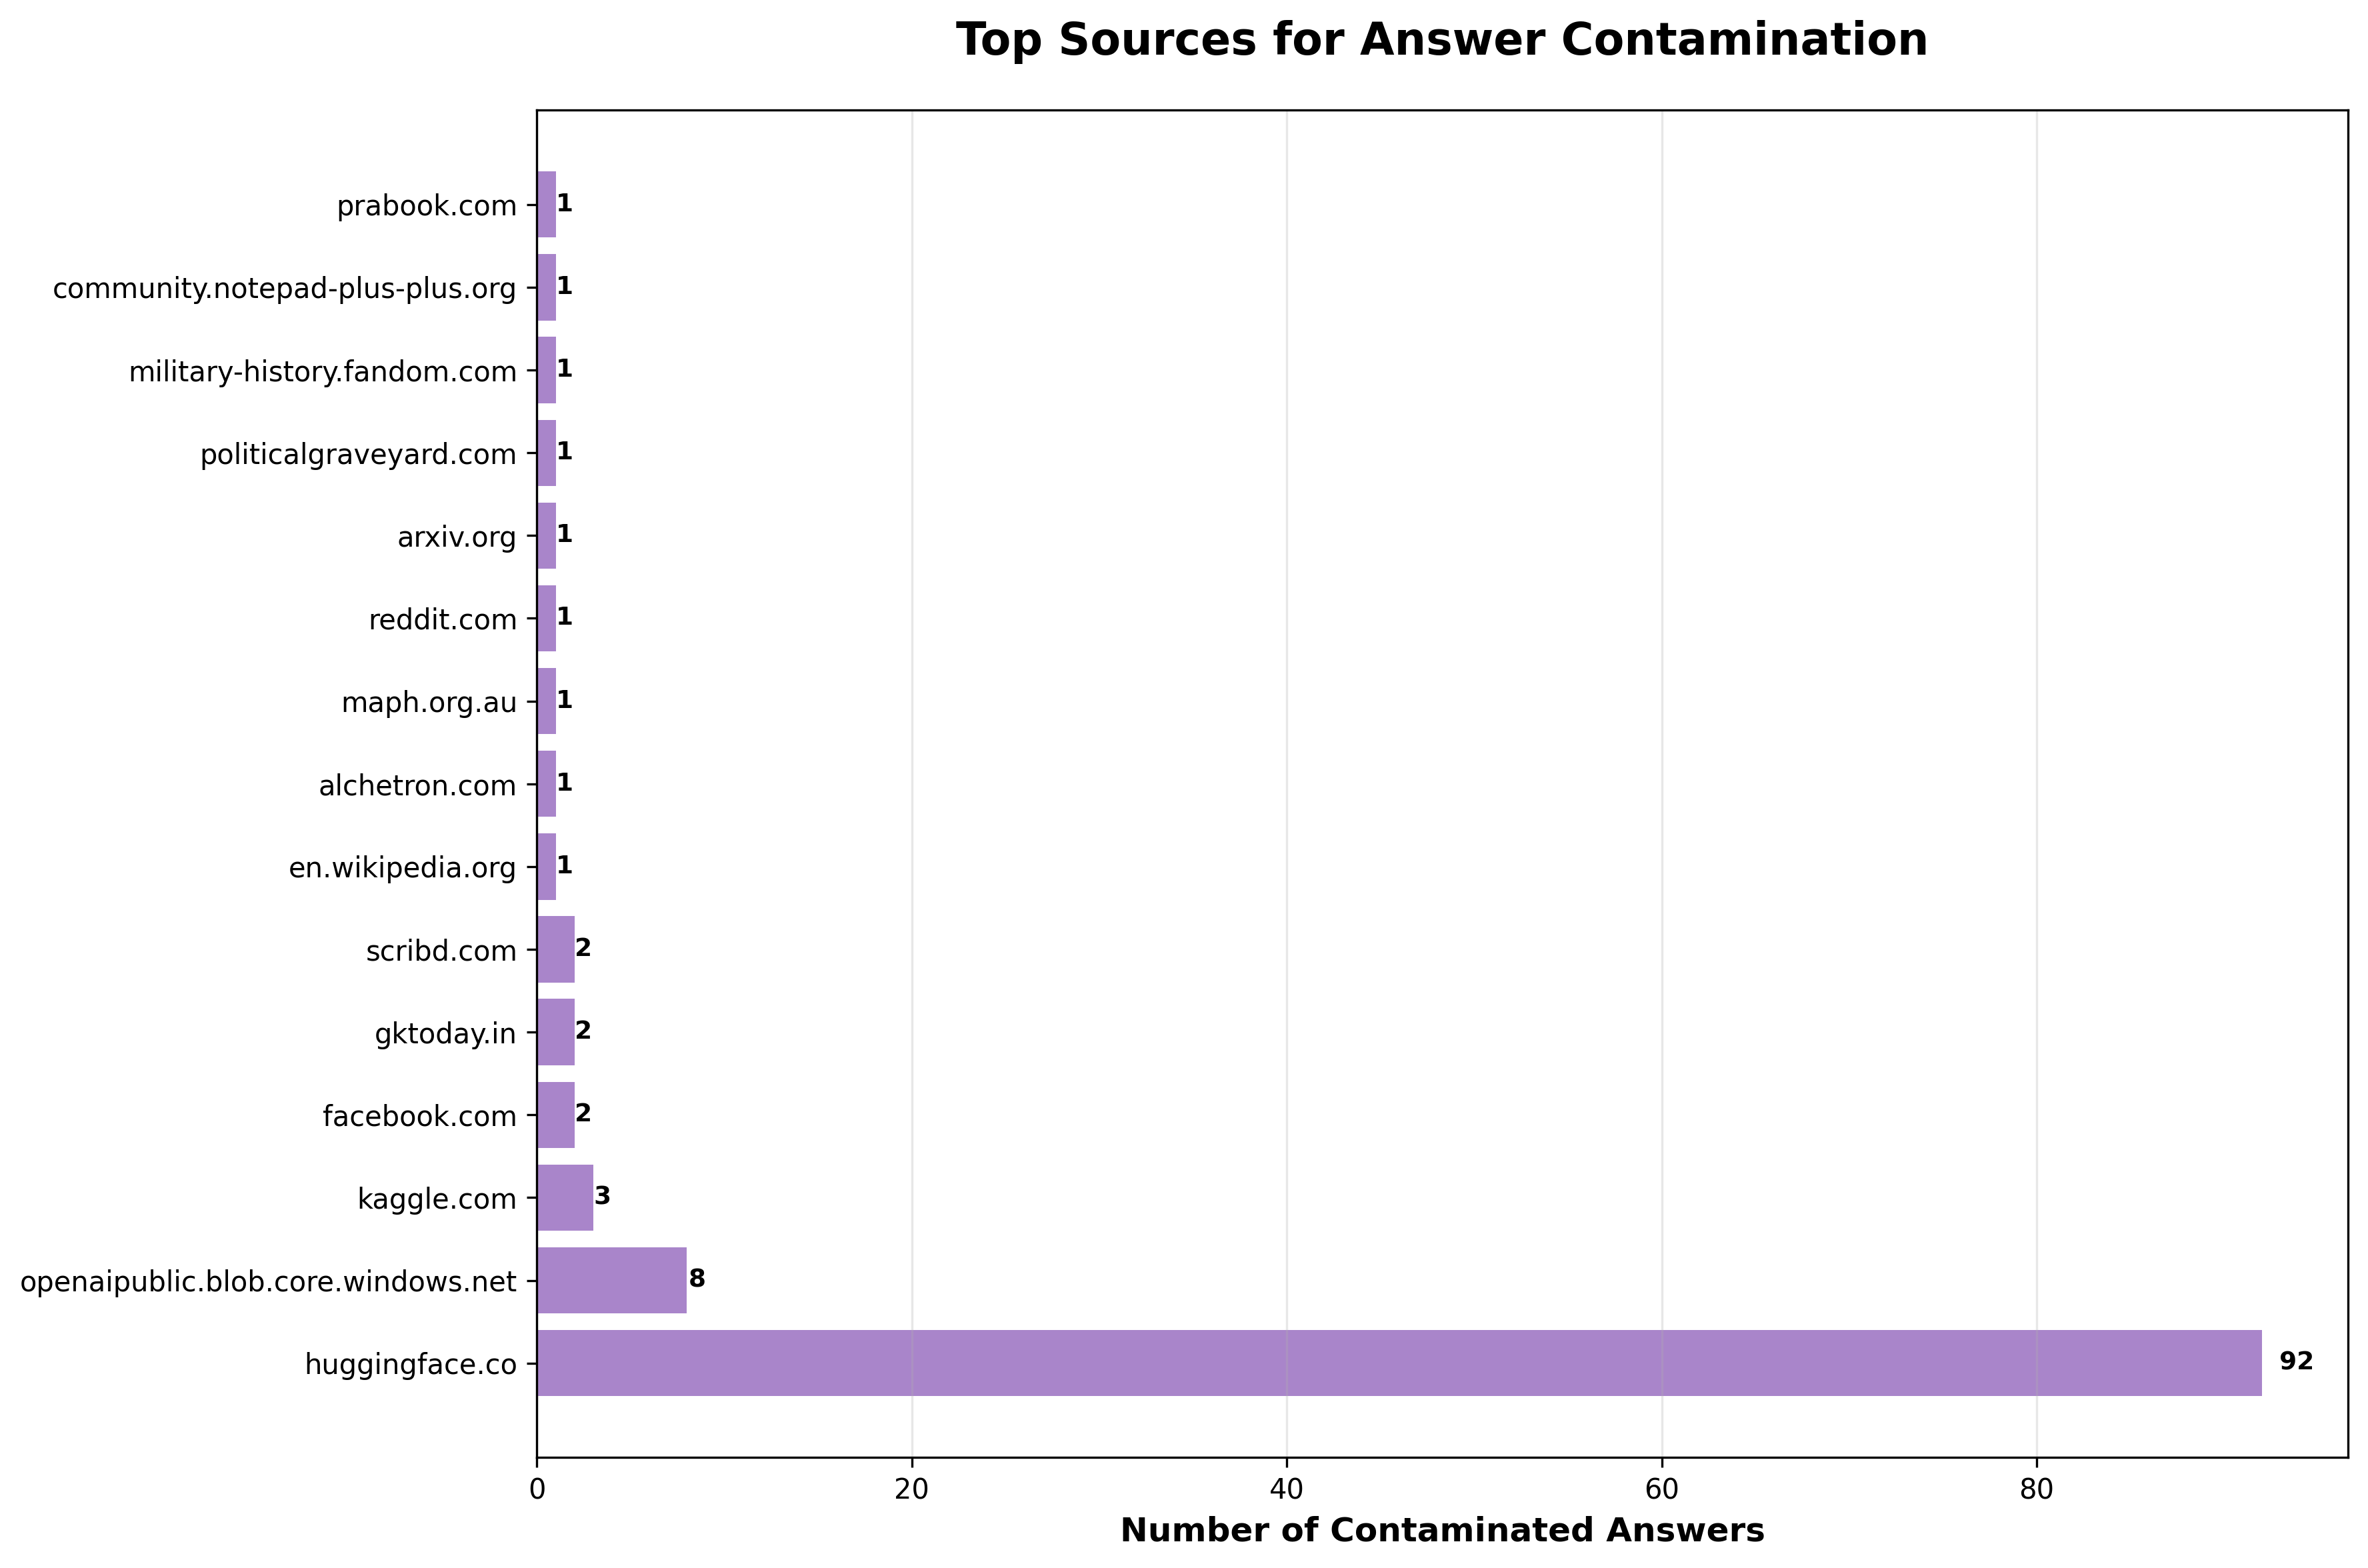 Top Sources for Answer Contamination
prabook.com 1
community.notepad-plus-plus.org 1
military-history.fandom.com 1
politicalgraveyard.com 1
arxiv.org 1
reddit.com 1
maph.org.au 1
alchetron.com 1
en.wikipedia.org 1
scribd.com 2
gktoday.in 2
facebook.com 2
kaggle.com 3
openaipublic.blob.core.windows.net 8
huggingface.co 92
0 20 40 60 80
Number of Contaminated Answers